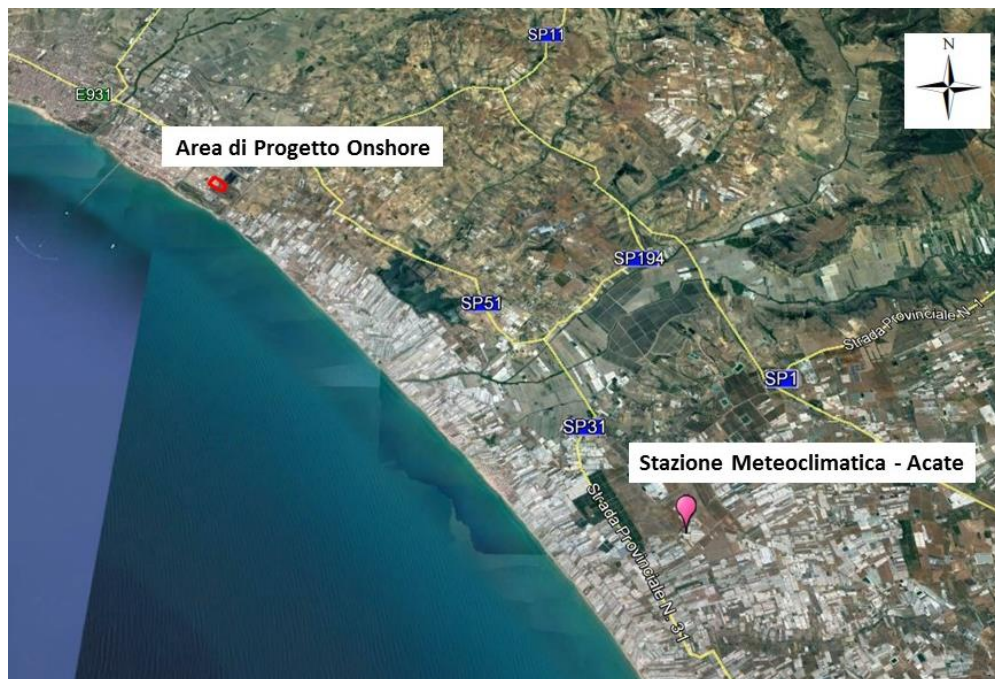 SP11
N
E931
Area di Progetto Onshore
SP194
SP51
Strada Provinciale N. 1
SP1
SP31
Stazione Meteoclimatica - Acate
Strada Provinciale N. 31